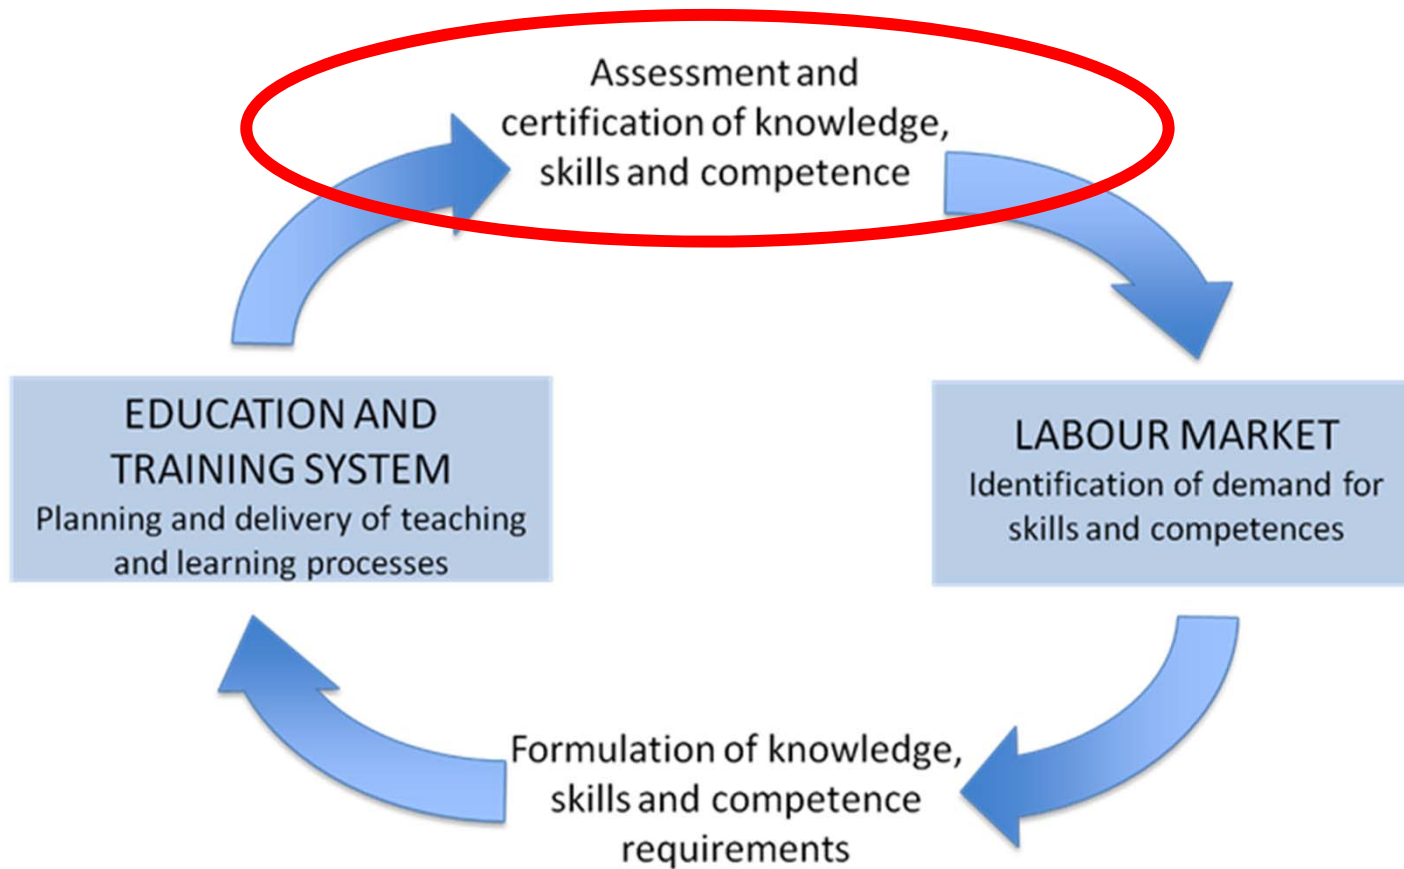 Assessment and
certification of knowledge,
skills and competence
EDUCATION AND
TRAINING SYSTEM
Planning and delivery of teaching
and learning processes
LABOUR MARKET
Identification of demand for
skills and competences
Formulation of knowledge,
skills and competence
requirements